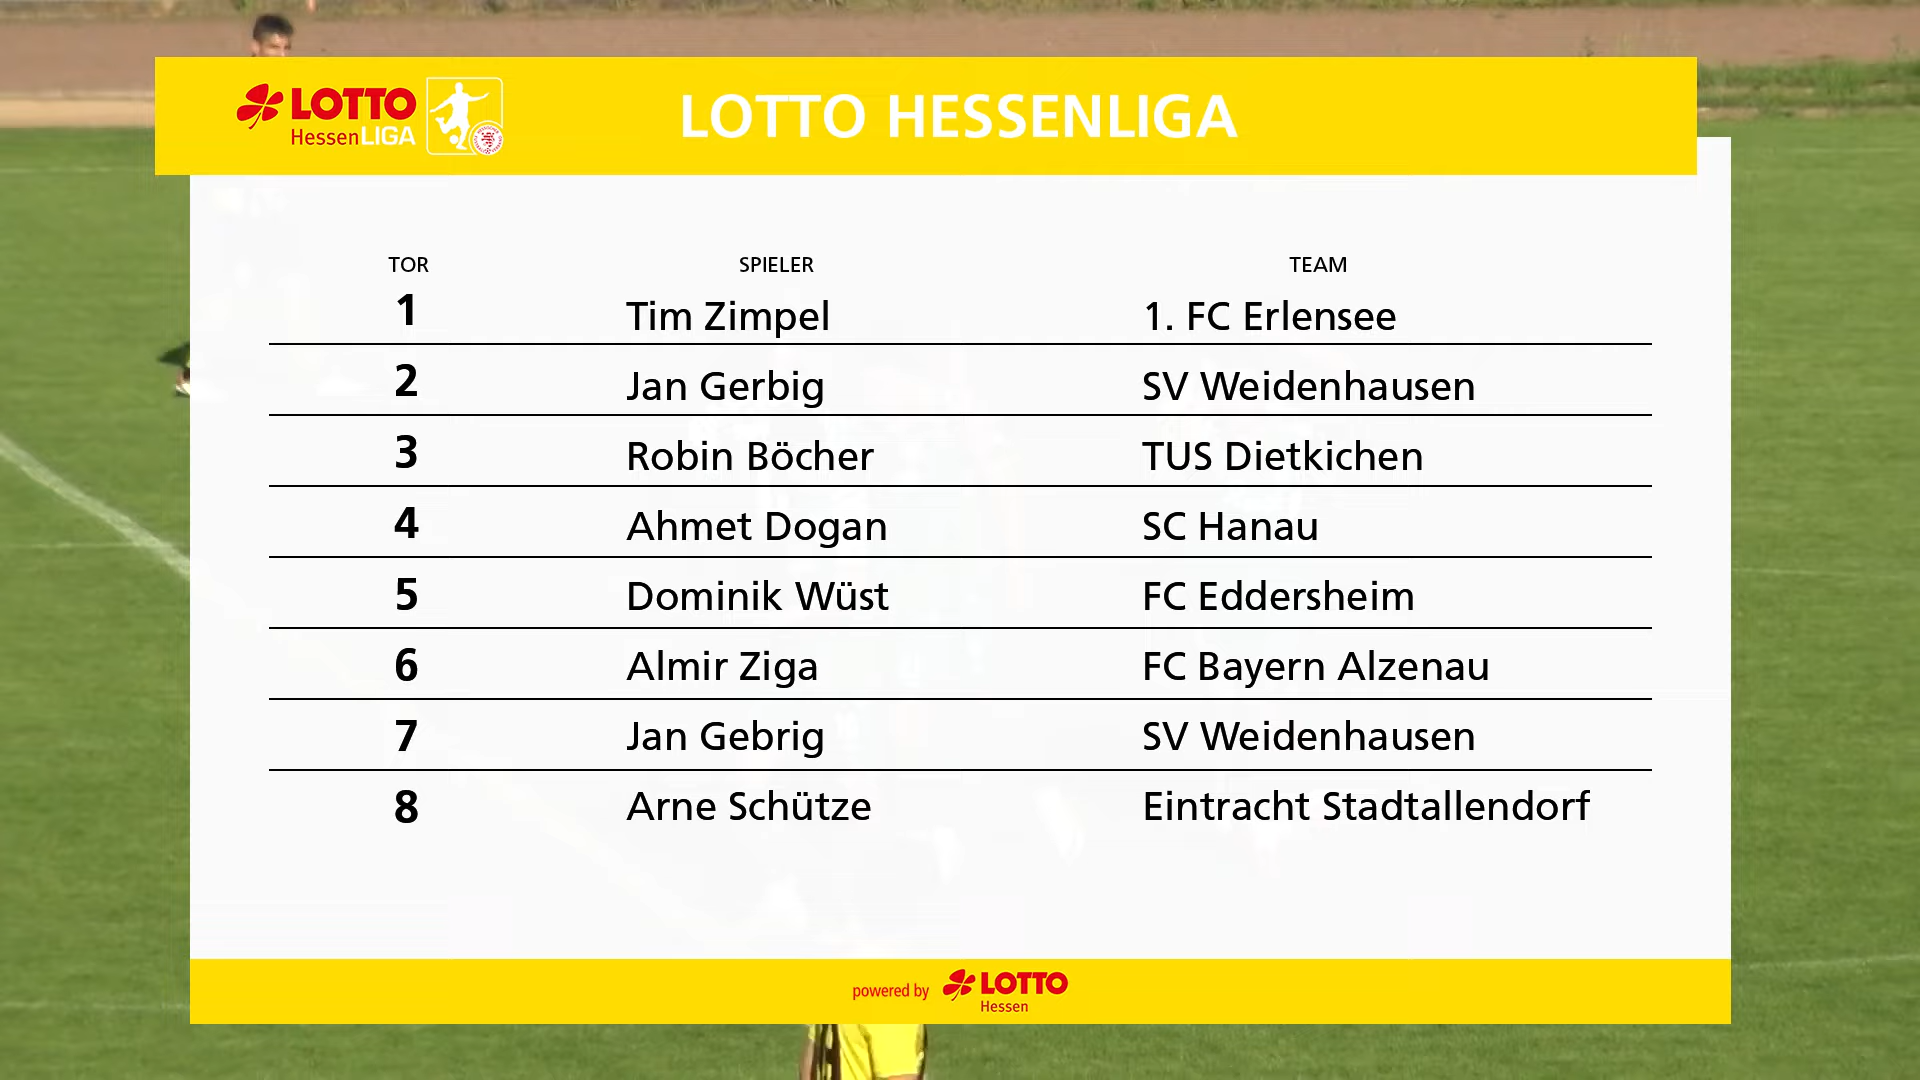 LOTTO
HessenLIGA
LOTTO HESSENLIGA
TOR SPIELER TEAM
1 Tim Zimpel 1. FC Erlensee
2 Jan Gerbig SV Weidenhausen
3 Robin Böcher TUS Dietkichen
4 Ahmet Dogan SC Hanau
5 Dominik Wüst FC Eddersheim
6 Almir Ziga FC Bayern Alzenau
7 Jan Gebrig SV Weidenhausen
8 Arne Schütze Eintracht Stadtallendorf
powered by LOTTO
Hessen